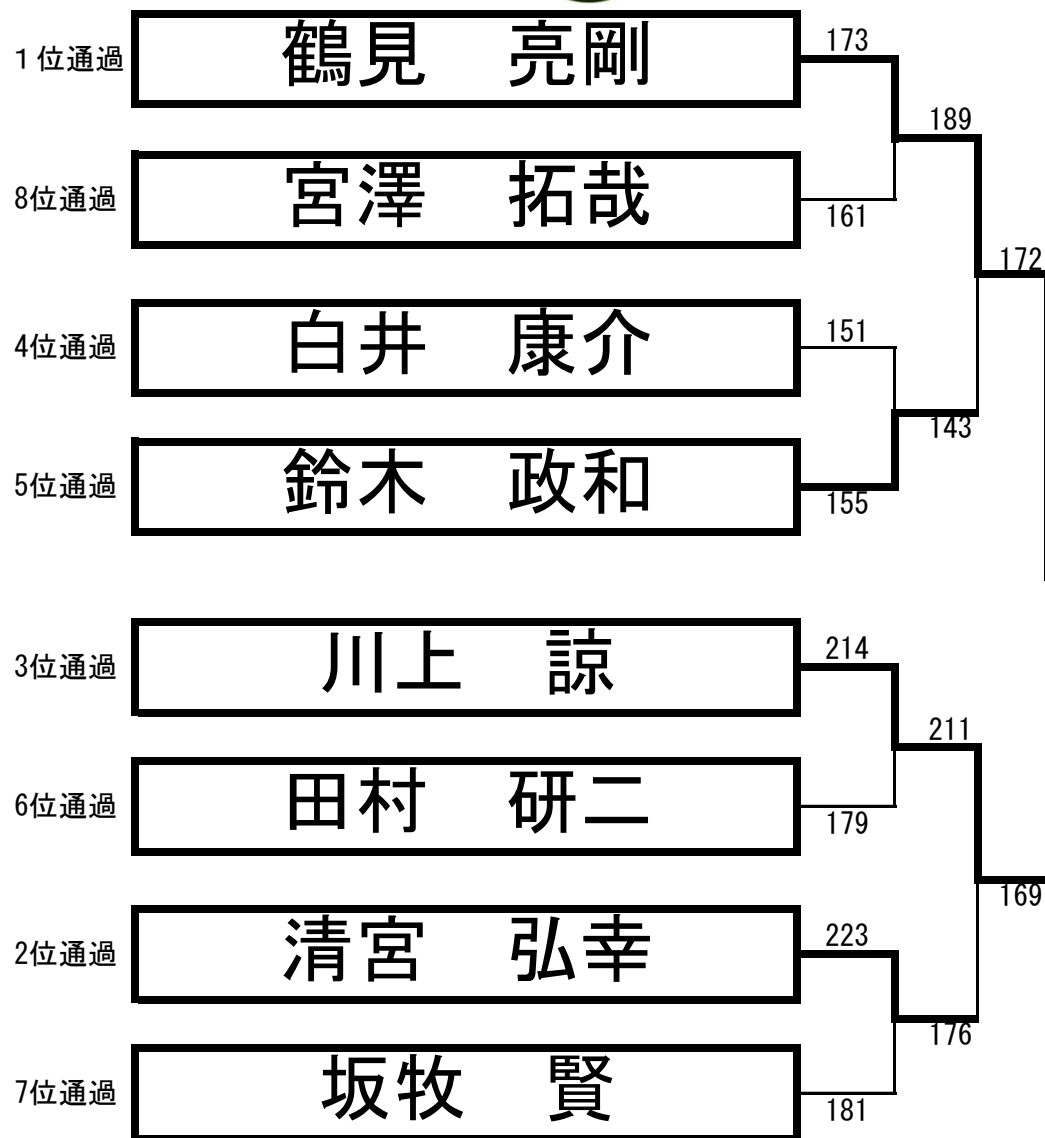 1位通過 鶴見 亮剛 173
189
8位通過 宮澤 拓哉 161
172
4位通過 白井 康介 151
143
5位通過 鈴木 政和 155
3位通過 川上 諒 214
211
6位通過 田村 研二 179
169
2位通過 清宮 弘幸 223
176
7位通過 坂牧 賢 181